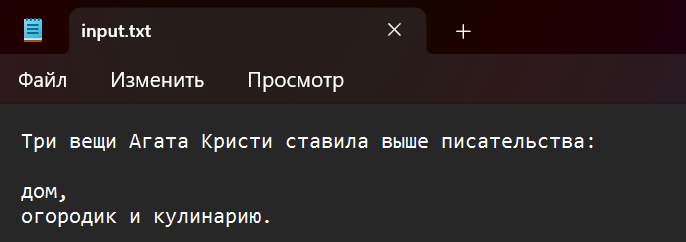 input.txt
Файл Изменить Просмотр
Три вещи Агата Кристи ставила выше писательства:
дом,
огородик и кулинарию.